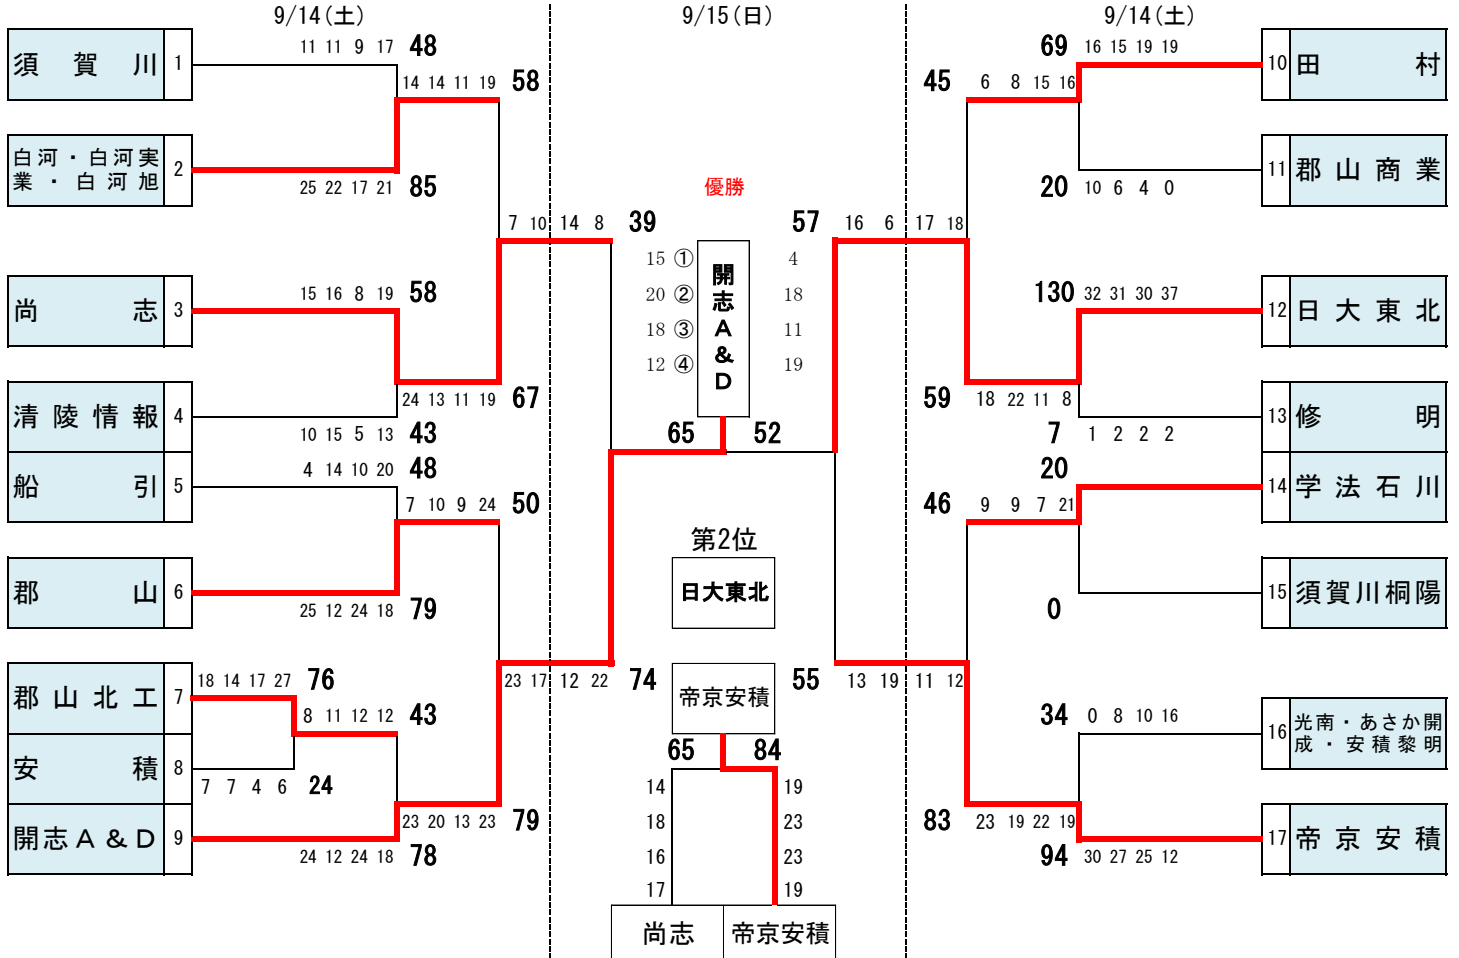 9/14(土)
9/15(日)
9/14(土)
須賀川 1
11 11 9 17 48
14 14 11 19 58
白河・白河実
業・白河旭 2
25 22 17 21 85
7 10 14 8 39
尚志 3
15 16 8 19 58
24 13 11 19 67
清陵情報 4
10 15 5 13 43
船引 5
4 14 10 20 48
7 10 9 24 50
郡山 6
25 12 24 18 79
23 17 12 22 74
郡山北工 7
18 14 17 27 76
8 11 12 12 43
安積 8
7 7 4 6 24
23 20 13 23 79
開志A&D 9
24 12 24 18 78
優勝
開志A&D
15 ① 4
20 ② 18
18 ③ 11
12 ④ 19
65 52
第2位
日大東北
帝京安積
65 84
14 19
18 23
16 23
17 19
尚志 帝京安積
69 16 15 19 19
10 田村
45 6 8 15 16
11 郡山商業
20 10 6 4 0
57 16 6 17 18
130 32 31 30 37
12 日大東北
59 18 22 11 8
13 修明
7 1 2 2 2
20
14 学法石川
46 9 9 7 21
15 須賀川桐陽
0
55 13 19 11 12
34 0 8 10 16
16 光南・あさか開
成・安積黎明
83 23 19 22 19
17 帝京安積
94 30 27 25 12